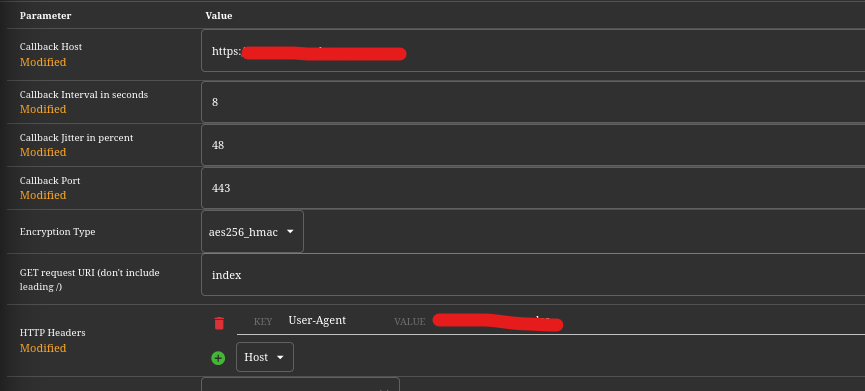 Parameter Value
Callback Host
Modified
https:
Callback Interval in seconds
Modified
8
Callback Jitter in percent
Modified
48
Callback Port
Modified
443
Encryption Type
aes256_hmac
GET request URI (don't include
leading /)
index
HTTP Headers
Modified
KEY User-Agent VALUE
Host